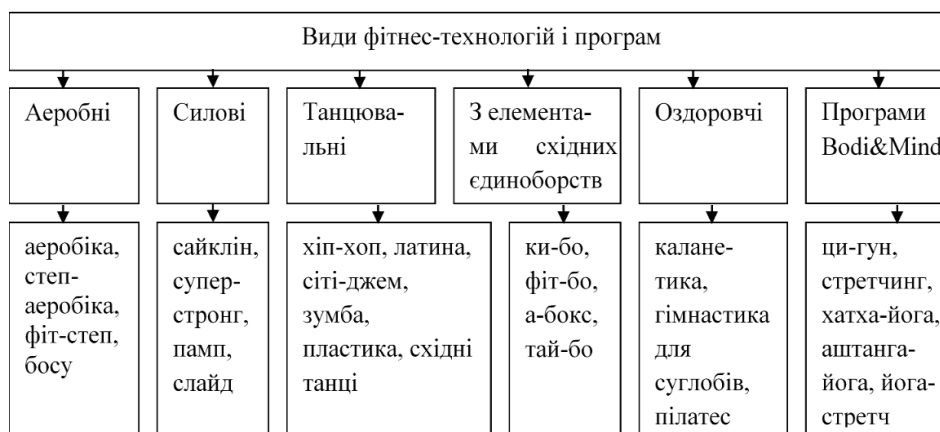 Види фітнес-технологій і програм
Аеробні
Силові
Танцюва-
льні
З елемента-
ми східних
єдиноборств
Оздоровчі
Програми
Bodi&Mind
аеробіка,
степ-
аеробіка,
фіт-степ,
босу
сайклін,
супер-
стронг,
памп,
слайд
хіп-хоп, латина,
сіті-джем,
зумба,
пластика, східні
танці
ки-бо,
фіт-бо,
а-бокс,
тай-бо
калане-
тика,
гімнастика
для
суглобів,
пілатес
ци-гун,
стретчинг,
хатха-йога,
аштанга-
йога, йога-
стретч